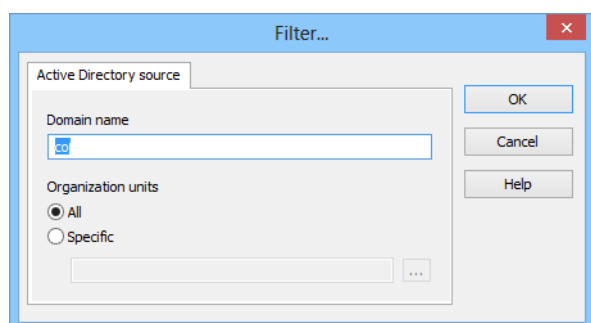 Filter...
Active Directory source
OK
Domain name
co
Cancel
Organization units
Help
All
Specific
...